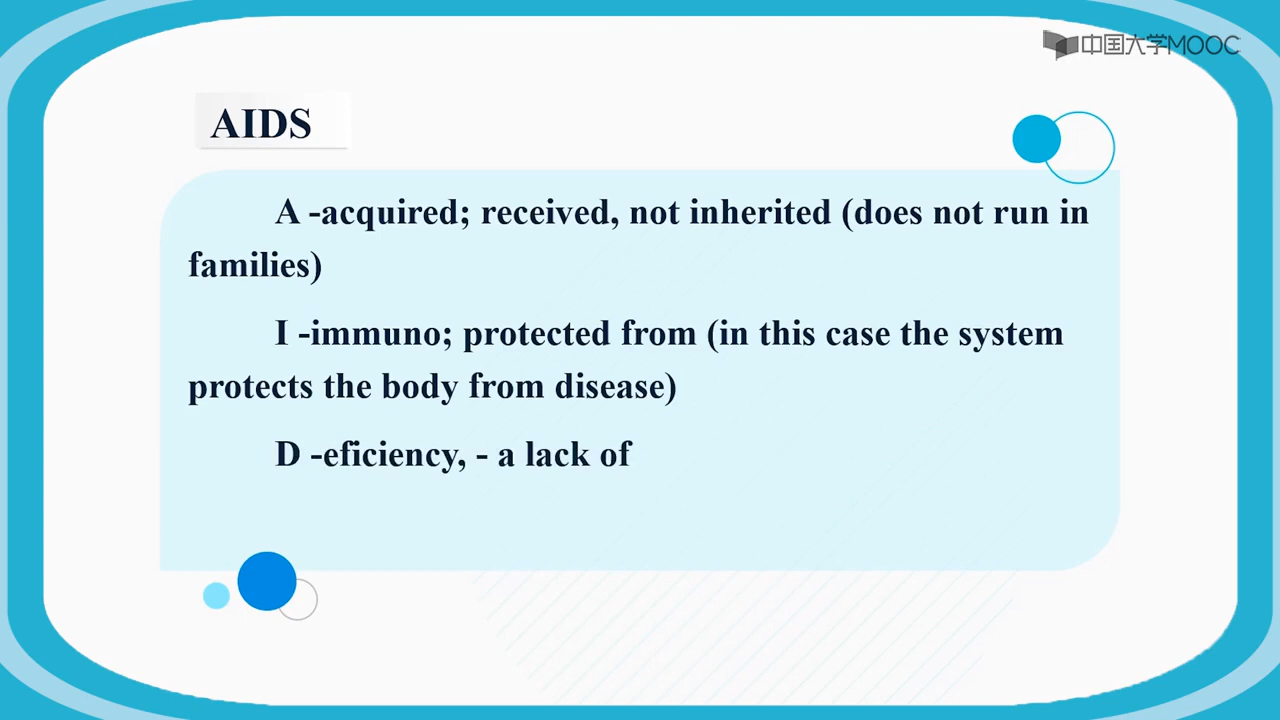 中国大学MOOC
AIDS
A -acquired; received, not inherited (does not run in
families)
I -immuno; protected from (in this case the system
protects the body from disease)
D -eficiency, - a lack of